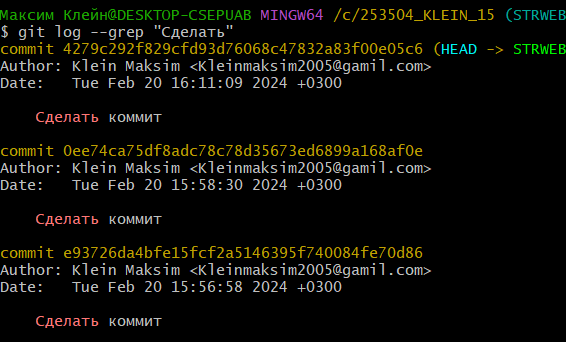 Максим Клейн@DESKTOP-CSEPUAB MINGW64 /c/253504_KLEIN_15 (STRWEB
$ git log --grep "Сделать"
commit 4279c292f829cfd93d76068c47832a83f00e05c6 (HEAD -> STRWEB
Author: Klein Maksim <Kleinmaksim2005@gamil.com>
Date:   Tue Feb 20 16:11:09 2024 +0300
Сделать коммит
commit 0ee74ca75df8adc78c78d35673ed6899a168af0e
Author: Klein Maksim <Kleinmaksim2005@gamil.com>
Date:   Tue Feb 20 15:58:30 2024 +0300
Сделать коммит
commit e93726da4bfe15fcf2a5146395f740084fe70d86
Author: Klein Maksim <Kleinmaksim2005@gamil.com>
Date:   Tue Feb 20 15:56:58 2024 +0300
Сделать коммит